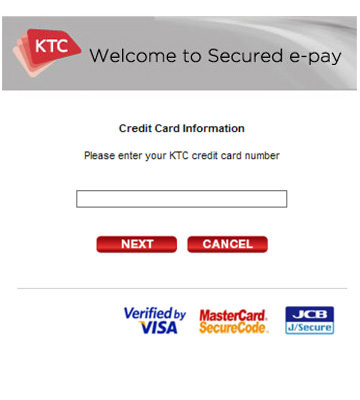 KTC
Welcome to Secured e-pay
Credit Card Information
Please enter your KTC credit card number
NEXT
CANCEL
Verified by
VISA
MasterCard.
SecureCode.
JCB
J/Secure